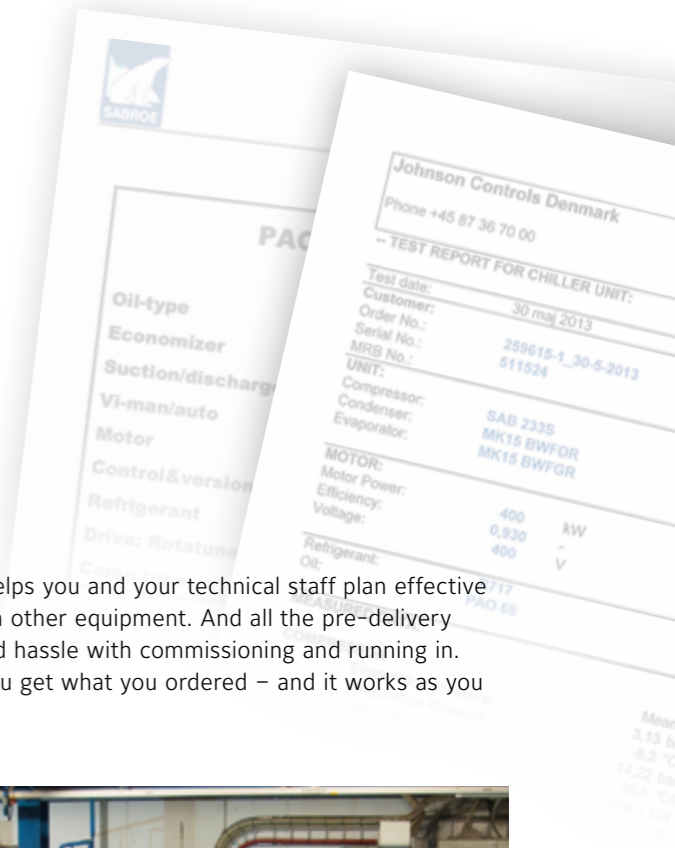 SABROE
PAC
Oil-type
Economizer
Suction/discharge
Vi-man/auto
Motor
Control&version
Refrigerant
Drive: Rotatune
Johnson Controls Denmark
Phone +45 87 36 70 00
-- TEST REPORT FOR CHILLER UNIT:
Test date: 30 maj 2013
Customer:
Order No.: 259615-1_30-5-2013
Serial No.: 511524
MRB No.:
UNIT:
Compressor: SAB 233S
Condenser: MK15 BWFDR
Evaporator: MK15 BWFGR
MOTOR:
Motor Power: 400 kW
Efficiency: 0,930 -
Voltage: 400 V
Refrigerant: 717
Oil: PAO 68
MEASURED
Mean
3,13
-8,2
14,22
elps you and your technical staff plan effective
other equipment. And all the pre-delivery
d hassle with commissioning and running in.
u get what you ordered – and it works as you